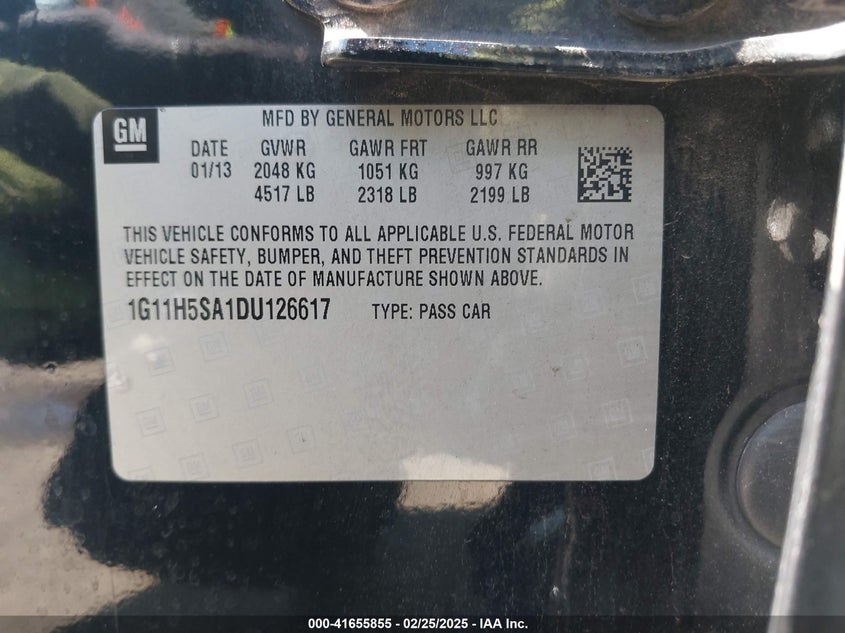 GM
MFD BY GENERAL MOTORS LLC
DATE GVWR GAWR FRT GAWR RR
01/13 2048 KG 1051 KG 997 KG
4517 LB 2318 LB 2199 LB
THIS VEHICLE CONFORMS TO ALL APPLICABLE U.S. FEDERAL MOTOR
VEHICLE SAFETY, BUMPER, AND THEFT PREVENTION STANDARDS IN
EFFECT ON THE DATE OF MANUFACTURE SHOWN ABOVE.
1G11H5SA1DU126617 TYPE: PASS CAR
000-41655855 - 02/25/2025 - IAA Inc.